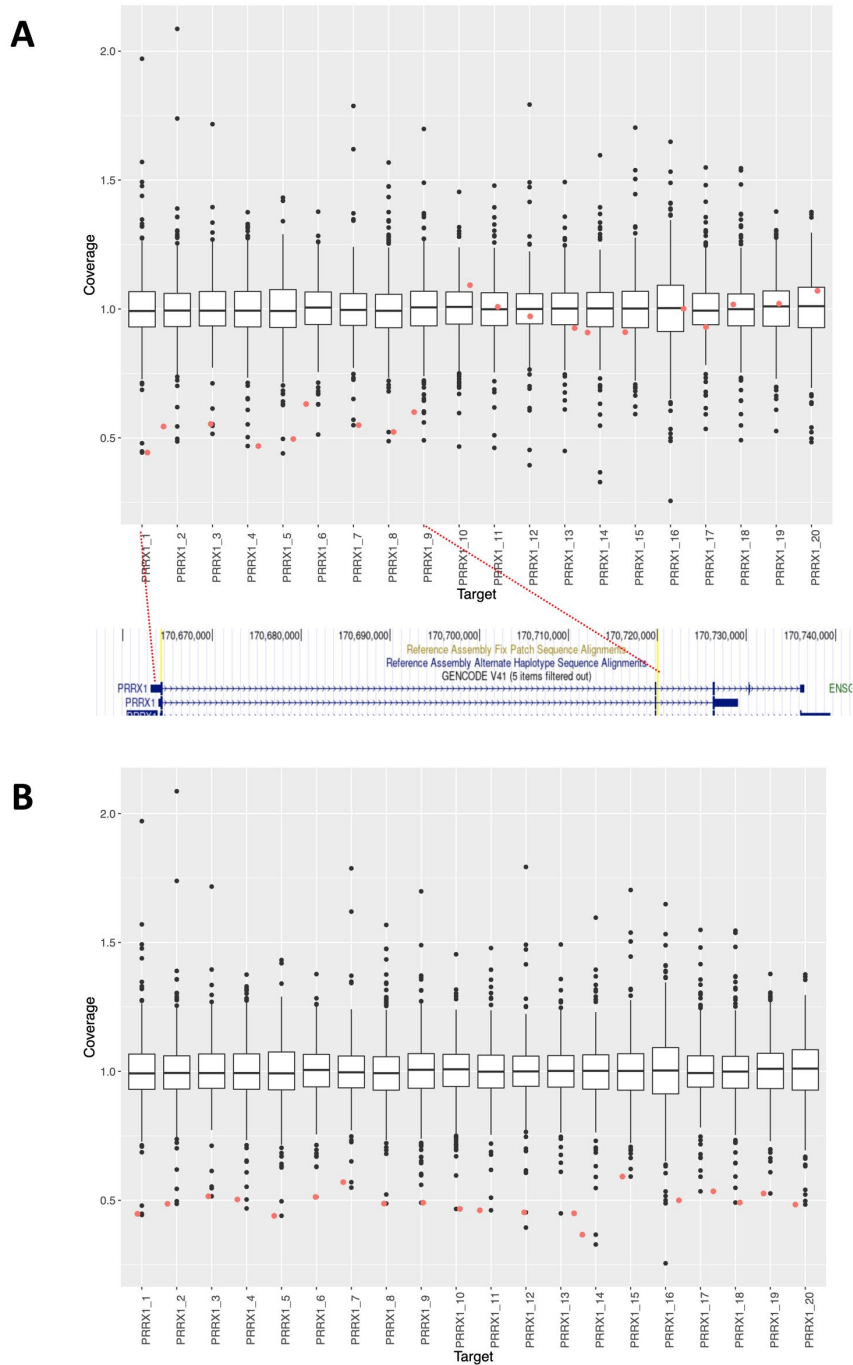 A
2.0
1.5
1.0
0.5
Coverage
PRRX1_1
PRRX1_2
PRRX1_3
PRRX1_4
PRRX1_5
PRRX1_6
PRRX1_7
PRRX1_8
PRRX1_9
PRRX1_10
PRRX1_11
PRRX1_12
PRRX1_13
PRRX1_14
PRRX1_15
PRRX1_16
PRRX1_17
PRRX1_18
PRRX1_19
PRRX1_20
Target
170,670,000 170,680,000 170,690,000 170,700,000 170,710,000 170,720,000 170,730,000 170,740,000
Reference Assembly Fix Patch Sequence Alignments
Reference Assembly Alternate Haplotype Sequence Alignments
GENCODE V41 (5 items filtered out)
PRRX1 ENSG
PRRX1
B
2.0
1.5
1.0
0.5
Coverage
PRRX1_1
PRRX1_2
PRRX1_3
PRRX1_4
PRRX1_5
PRRX1_6
PRRX1_7
PRRX1_8
PRRX1_9
PRRX1_10
PRRX1_11
PRRX1_12
PRRX1_13
PRRX1_14
PRRX1_15
PRRX1_16
PRRX1_17
PRRX1_18
PRRX1_19
PRRX1_20
Target